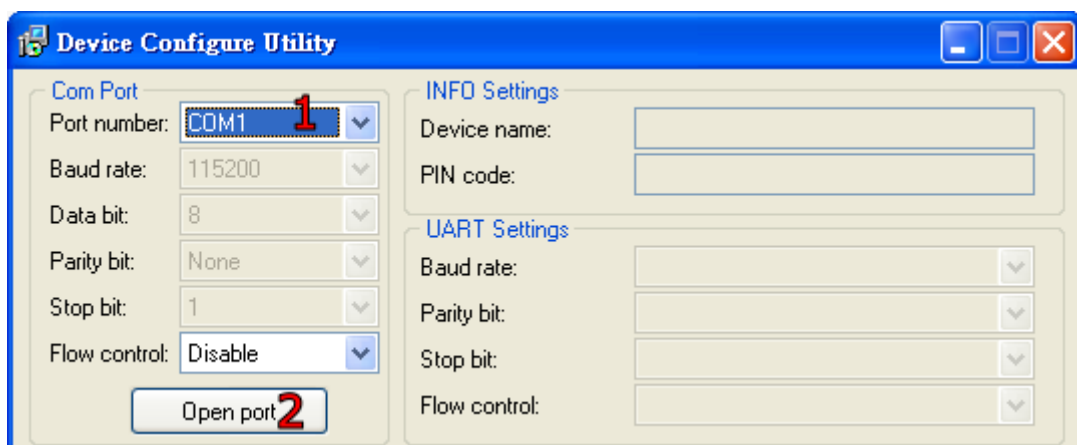 Device Configure Utility
Com Port
Port number: COM1 1
Baud rate: 115200
Data bit: 8
Parity bit: None
Stop bit: 1
Flow control: Disable
Open port 2
INFO Settings
Device name:
PIN code:
UART Settings
Baud rate:
Parity bit:
Stop bit:
Flow control: